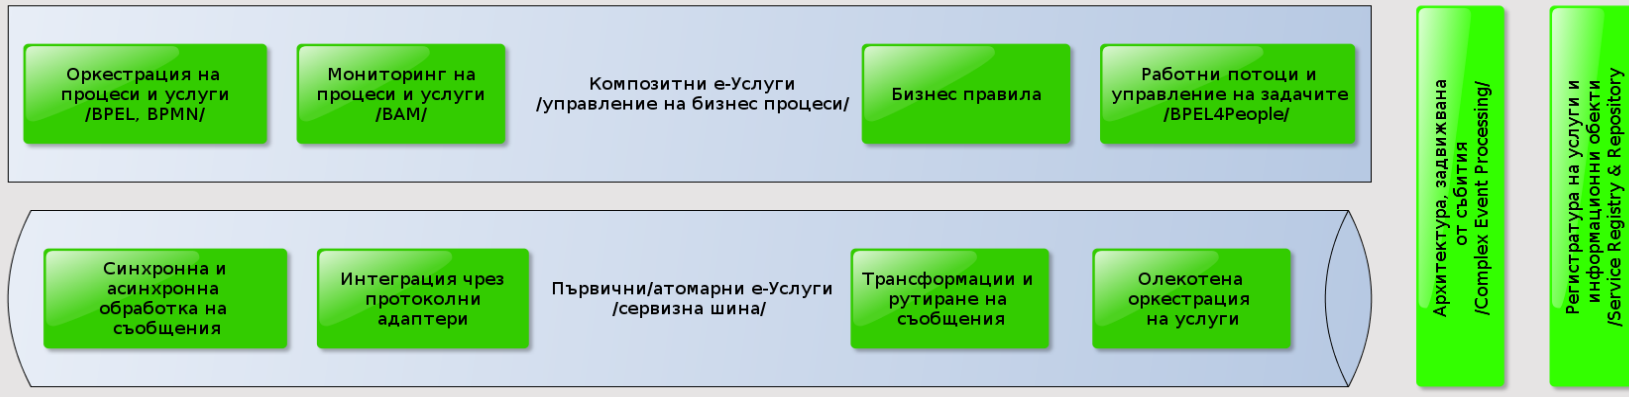 Оркестрация на
процеси и услуги
/BPEL, BPMN/
Мониторинг на
процеси и услуги
/BAM/
Композитни е-Услуги
/управление на бизнес процеси/
Бизнес правила
Работни потоци и
управление на задачите
/BPEL4People/
Синхронна и
асинхронна
обработка на
съобщения
Интеграция чрез
протоколни
адаптери
Първични/атомарни е-Услуги
/сервизна шина/
Трансформации и
рутиране на
съобщения
Олекотена
оркестрация
на услуги
Архитектура, задвижвана
от събития
/Complex Event Processing/
Регистратура на услуги и
информационни обекти
/Service Registry & Repository